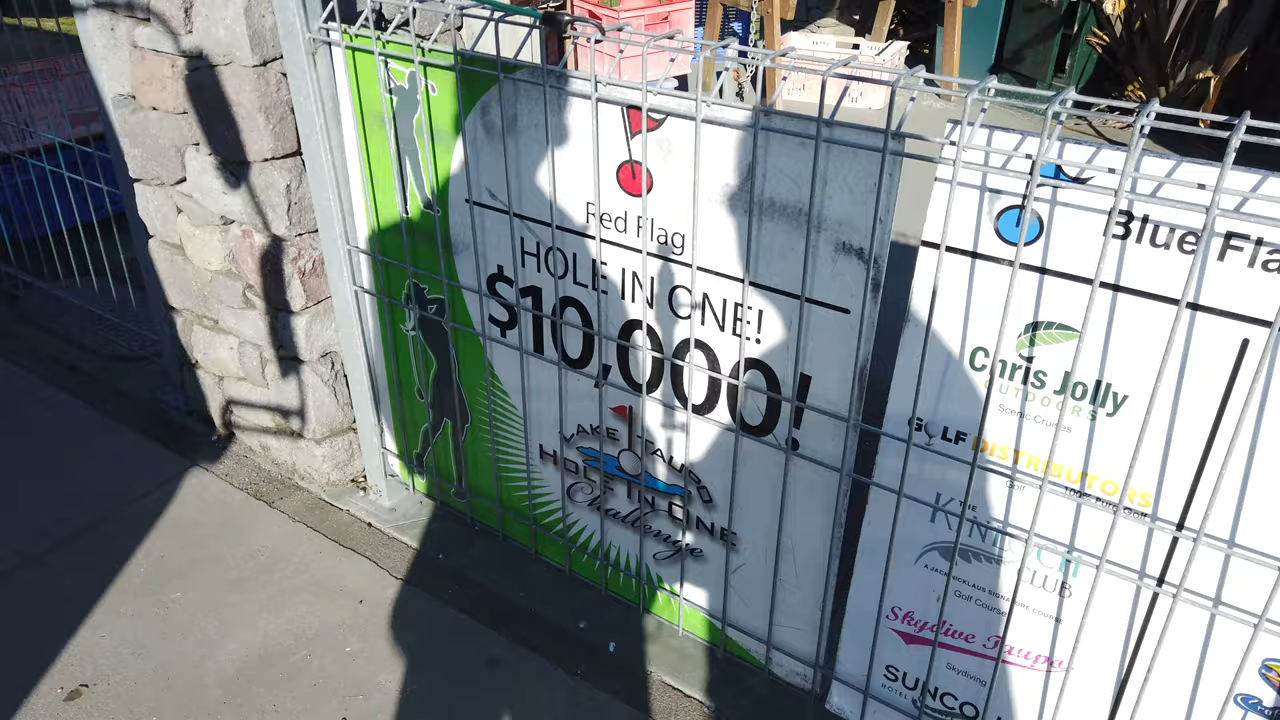 Red Flag
HOLE IN ONE!
$10,000!
LAKE TAUPO
HOLE IN ONE
Challenge
Blue Fla
Chris Jolly
OUTDOORS
Scenic Cruises
GOLF DISTRIBUTORS
Golf 100% Pure Golf
THE
KINLOCH
CLUB
A JACK NICKLAUS SIGNATURE COURSE
Golf Course
Skydive Taupo
Skydiving
SUNCO
HOTEL